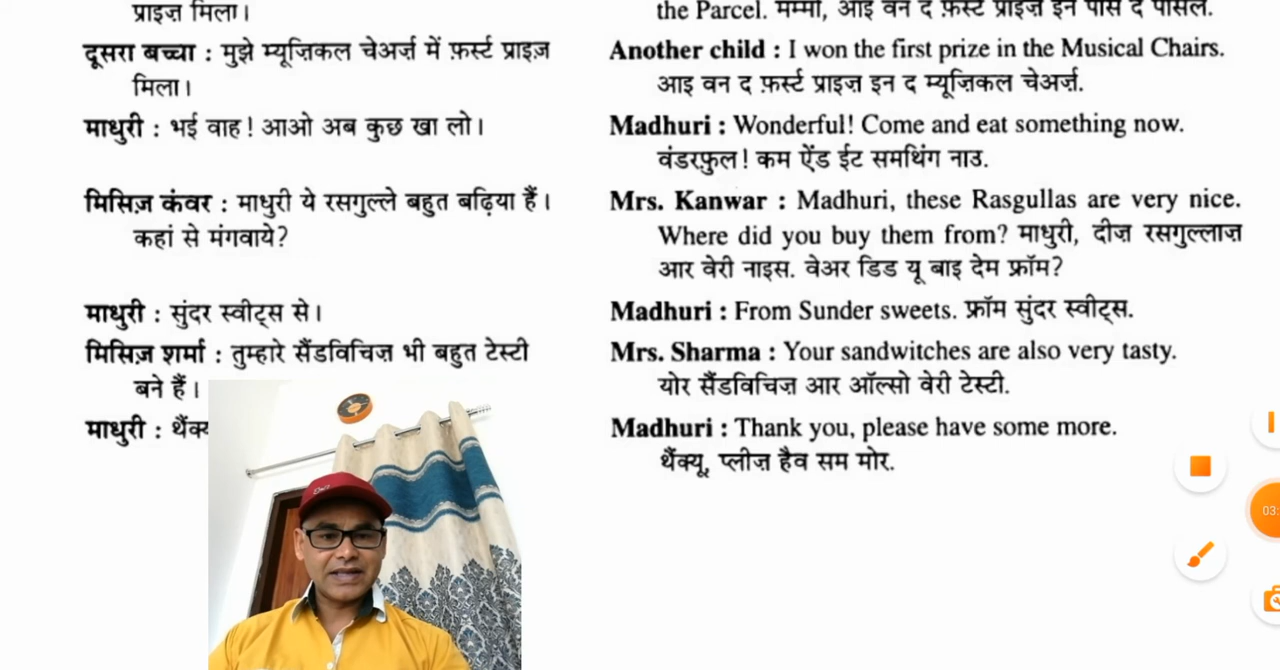 प्राइज़ मिला।
दूसरा बच्चा : मुझे म्यूज़िकल चेअर्ज़ में फ़र्स्ट प्राइज़
मिला।
माधुरी : भई वाह! आओ अब कुछ खा लो।
मिसिज़ कंवर : माधुरी ये रसगुल्ले बहुत बढ़िया हैं।
कहां से मंगवाये?
माधुरी : सुंदर स्वीट्स से।
मिसिज़ शर्मा : तुम्हारे सैंडविचिज़ भी बहुत टेस्टी
बने हैं।
माधुरी :
the Parcel. मम्मी, आइ वन द फ़र्स्ट प्राइज़ इन पास द पार्सल.
Another child : I won the first prize in the Musical Chairs.
आइ वन द फ़र्स्ट प्राइज़ इन द म्यूज़िकल चेअर्ज़.
Madhuri : Wonderful! Come and eat something now.
वंडरफ़ुल! कम ऐंड ईट समथिंग नाउ.
Mrs. Kanwar : Madhuri, these Rasgullas are very nice.
Where did you buy them from? माधुरी, दीज़ रसगुल्लाज़
आर वेरी नाइस. वेअर डिड यू बाइ देम फ्रॉम?
Madhuri : From Sunder sweets. फ्रॉम सुंदर स्वीट्स.
Mrs. Sharma : Your sandwitches are also very tasty.
योर सैंडविचिज़ आर ऑल्सो वेरी टेस्टी.
Madhuri : Thank you, please have some more.
थैंक्यू, प्लीज़ हैव सम मोर.
03: